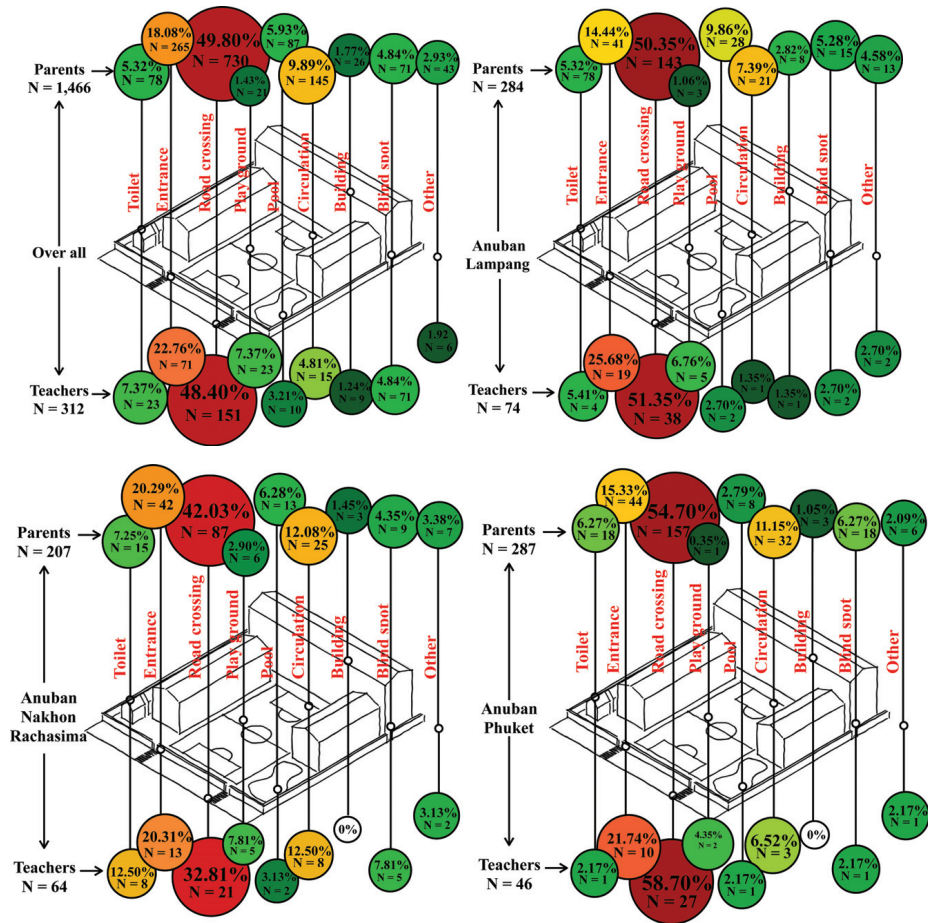 18.08%
N = 265
49.80%
N = 730
5.93%
N = 87
1.77%
N = 26
4.84%
N = 71
2.93%
N = 43
Parents
N = 1,466
5.32%
N = 78
1.43%
N = 21
9.89%
N = 145
Toilet
Entrance
Road crossing
Play ground
Pool
Circulation
Building
Blind spot
Other
Over all
Teachers
N = 312
7.37%
N = 23
22.76%
N = 71
48.40%
N = 151
7.37%
N = 23
3.21%
N = 10
4.81%
N = 15
1.24%
N = 9
4.84%
N = 71
1.92
N = 6
14.44%
N = 41
50.35%
N = 143
9.86%
N = 28
2.82%
N = 8
5.28%
N = 15
4.58%
N = 13
Parents
N = 284
5.32%
N = 78
1.06%
N = 3
7.39%
N = 21
Toilet
Entrance
Road crossing
Play ground
Pool
Circulation
Building
Blind spot
Other
Anuban
Lampang
Teachers
N = 74
5.41%
N = 4
25.68%
N = 19
51.35%
N = 38
6.76%
N = 5
2.70%
N = 2
1.35%
N = 1
1.35%
N = 1
2.70%
N = 2
2.70%
N = 2
20.29%
N = 42
42.03%
N = 87
6.28%
N = 13
1.45%
N = 3
4.35%
N = 9
3.38%
N = 7
Parents
N = 207
7.25%
N = 15
2.90%
N = 6
12.08%
N = 25
Toilet
Entrance
Road crossing
Play ground
Pool
Circulation
Building
Blind spot
Other
Anuban
Nakhon
Rachasima
Teachers
N = 64
12.50%
N = 8
20.31%
N = 13
32.81%
N = 21
7.81%
N = 5
3.13%
N = 2
12.50%
N = 8
0%
7.81%
N = 5
3.13%
N = 2
15.33%
N = 44
54.70%
N = 157
2.79%
N = 8
1.05%
N = 3
6.27%
N = 18
2.09%
N = 6
Parents
N = 287
6.27%
N = 18
0.35%
N = 1
11.15%
N = 32
Toilet
Entrance
Road crossing
Play ground
Pool
Circulation
Building
Blind spot
Other
Anuban
Phuket
Teachers
N = 46
2.17%
N = 1
21.74%
N = 10
58.70%
N = 27
4.35%
N = 2
2.17%
N = 1
6.52%
N = 3
0%
2.17%
N = 1
2.17%
N = 1